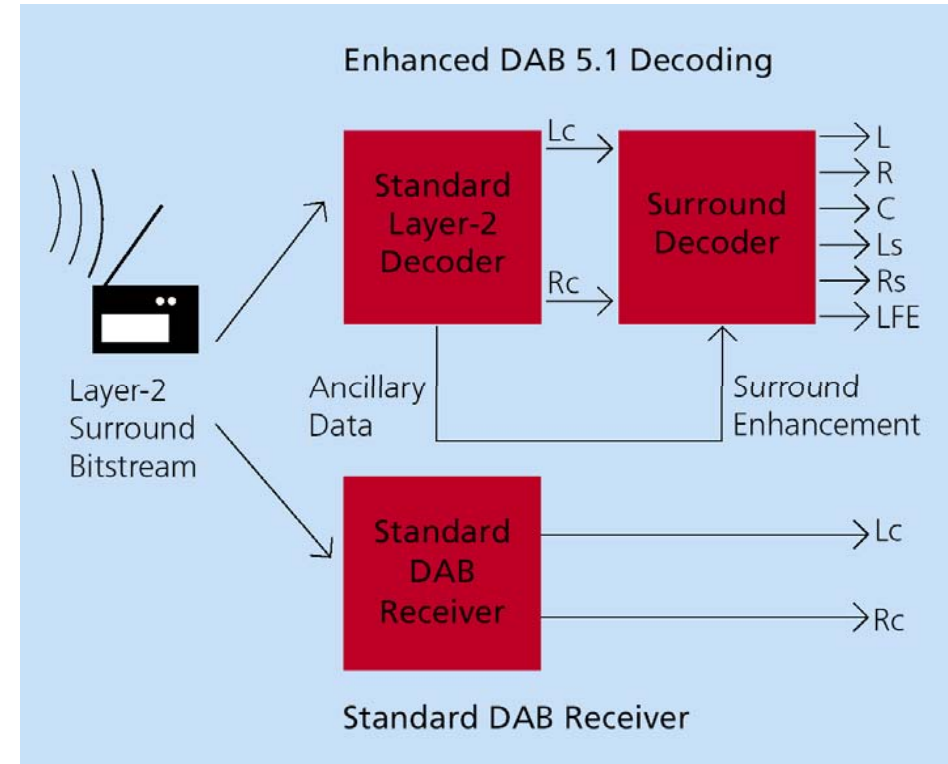 Enhanced DAB 5.1 Decoding
Standard
Layer-2
Decoder
Lc
Rc
Surround
Decoder
L
R
C
Ls
Rs
LFE
Layer-2
Surround
Bitstream
Ancillary
Data
Surround
Enhancement
Standard
DAB
Receiver
Lc
Rc
Standard DAB Receiver